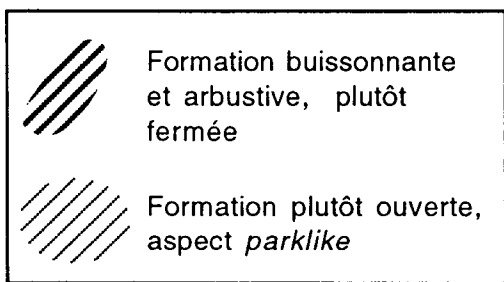 Formation buissonnante
et arbustive, plutôt
fermée
Formation plutôt ouverte,
aspect parklike